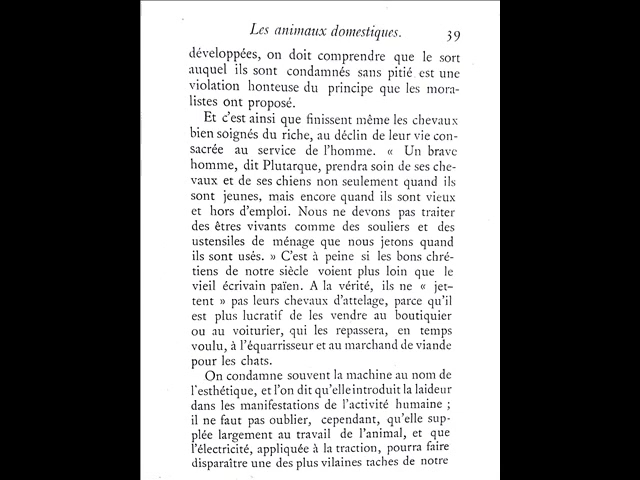 Les animaux domestiques. 39
développées, on doit comprendre que le sort
auquel ils sont condamnés sans pitié est une
violation honteuse du principe que les mora-
listes ont proposé.
Et c'est ainsi que finissent même les chevaux
bien soignés du riche, au déclin de leur vie con-
sacrée au service de l'homme. « Un brave
homme, dit Plutarque, prendra soin de ses che-
vaux et de ses chiens non seulement quand ils
sont jeunes, mais encore quand ils sont vieux
et hors d'emploi. Nous ne devons pas traiter
des êtres vivants comme des souliers et des
ustensiles de ménage que nous jetons quand
ils sont usés. » C'est à peine si les bons chré-
tiens de notre siècle voient plus loin que le
vieil écrivain païen. A la vérité, ils ne « jet-
tent » pas leurs chevaux d'attelage, parce qu'il
est plus lucratif de les vendre au boutiquier
ou au voiturier, qui les repassera, en temps
voulu, à l'équarrisseur et au marchand de viande
pour les chats.
On condamne souvent la machine au nom de
l'esthétique, et l'on dit qu'elle introduit la laideur
dans les manifestations de l'activité humaine ;
il ne faut pas oublier, cependant, qu'elle sup-
plée largement au travail de l'animal, et que
l'électricité, appliquée à la traction, pourra faire
disparaître une des plus vilaines taches de notre